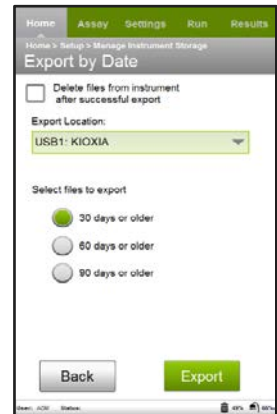 Home Assay Settings Run Results
Home > Setup > Manage Instrument Storage
Export by Date
Delete files from instrument
after successful export
Export Location:
USB1: KIOXIA
Select files to export
30 days or older
60 days or older
90 days or older
Back Export
User: ADM Status: